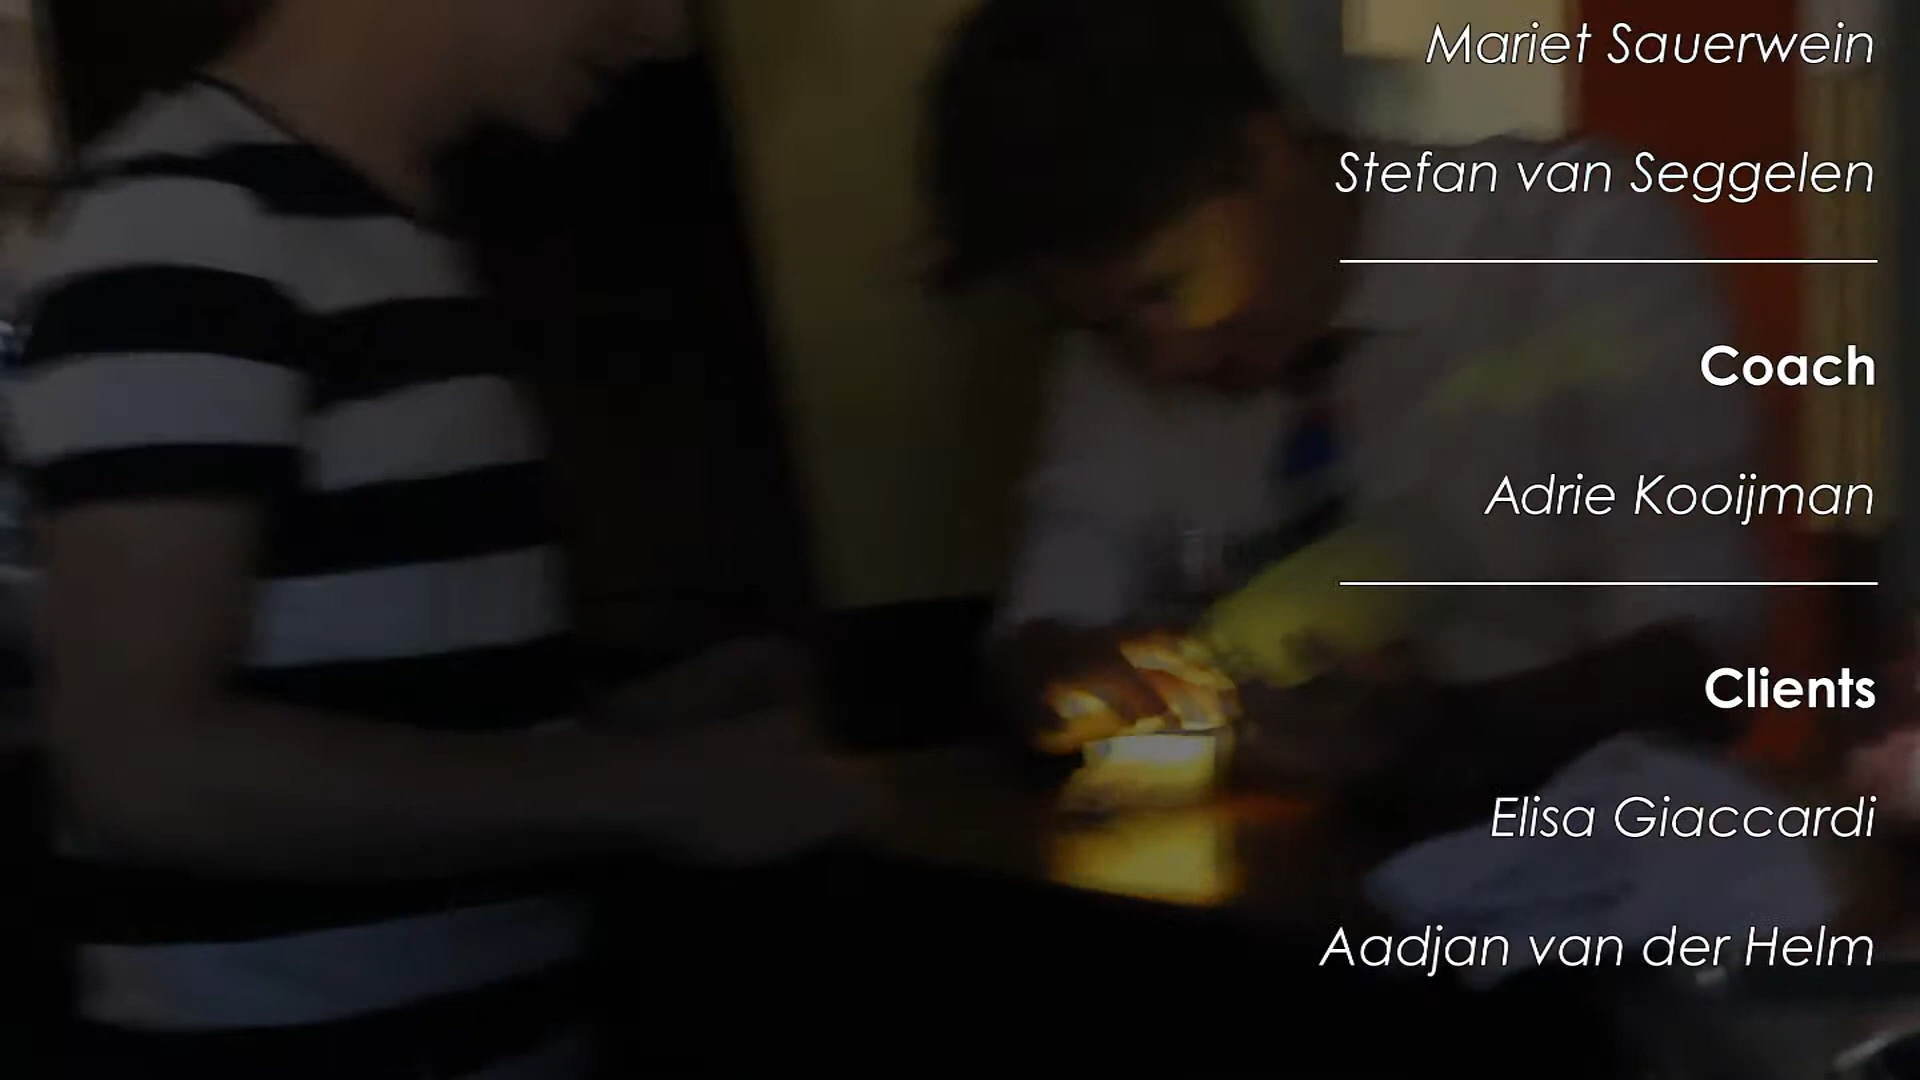 Mariet Sauerwein
Stefan van Seggelen
Coach
Adrie Kooijman
Clients
Elisa Giaccardi
Aadjan van der Helm